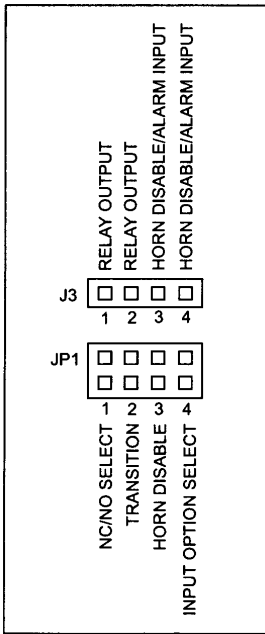 RELAY OUTPUT
RELAY OUTPUT
HORN DISABLE/ALARM INPUT
HORN DISABLE/ALARM INPUT
J3
1 2 3 4
JP1
1 2 3 4
NC/NO SELECT
TRANSITION
HORN DISABLE
INPUT OPTION SELECT